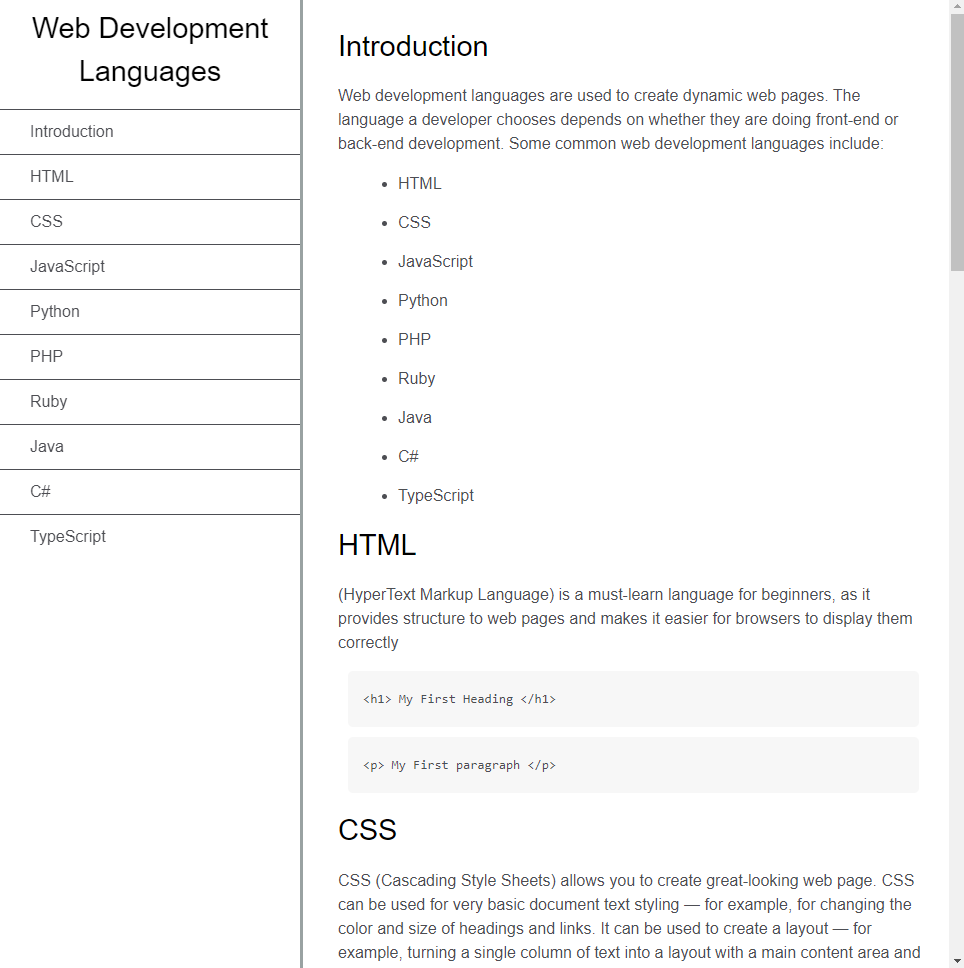 Web Development
Languages
Introduction
HTML
CSS
JavaScript
Python
PHP
Ruby
Java
C#
TypeScript
Introduction
Web development languages are used to create dynamic web pages. The
language a developer chooses depends on whether they are doing front-end or
back-end development. Some common web development languages include:
• HTML
• CSS
• JavaScript
• Python
• PHP
• Ruby
• Java
• C#
• TypeScript
HTML
(HyperText Markup Language) is a must-learn language for beginners, as it
provides structure to web pages and makes it easier for browsers to display them
correctly
<h1> My First Heading </h1>
<p> My First paragraph </p>
CSS
CSS (Cascading Style Sheets) allows you to create great-looking web page. CSS
can be used for very basic document text styling — for example, for changing the
color and size of headings and links. It can be used to create a layout — for
example, turning a single column of text into a layout with a main content area and